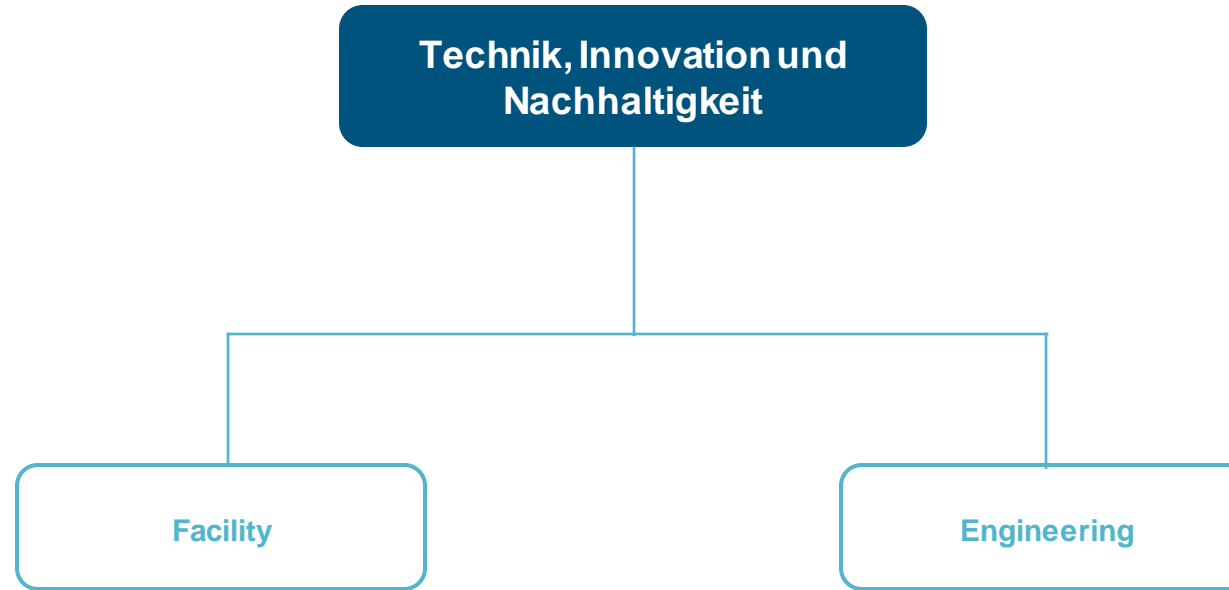 Technik, Innovation und
Nachhaltigkeit
Facility
Engineering